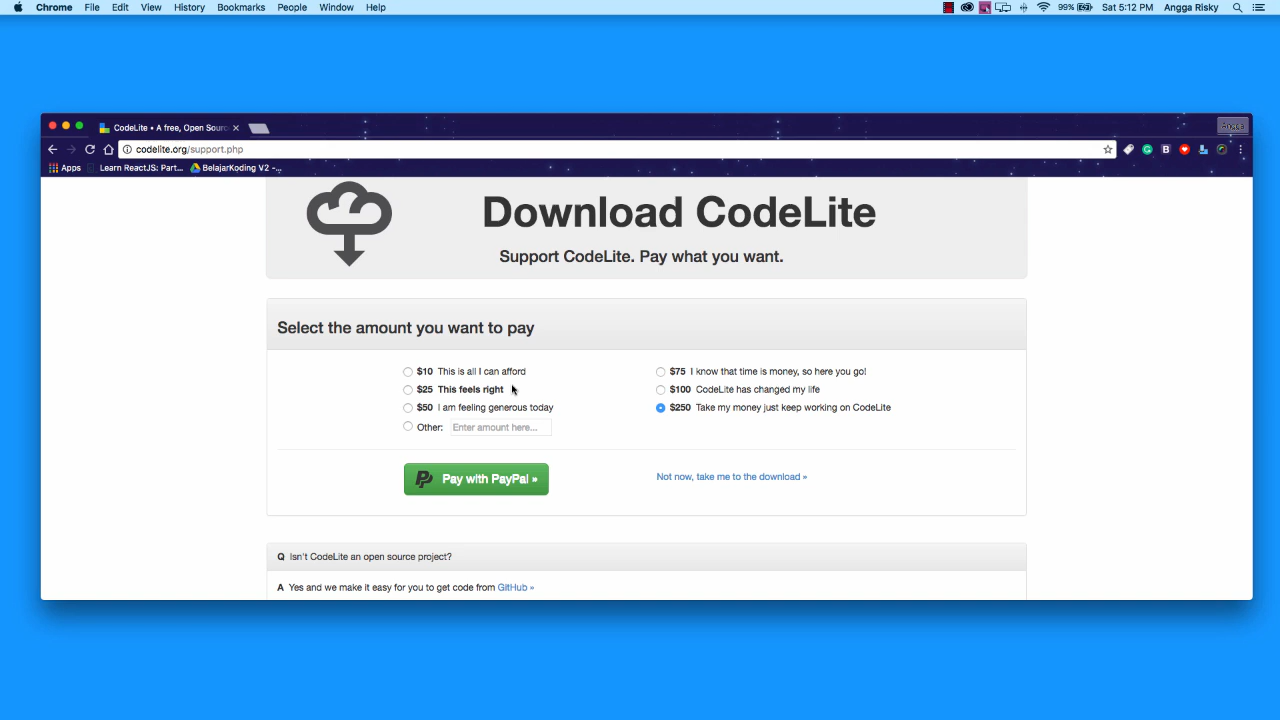 Chrome File Edit View History Bookmarks People Window Help 99% Sat 5:12 PM Angga Risky
CodeLite • A free, Open Sourc
Angga
codelite.org/support.php
Apps Learn ReactJS: Part... BelajarKoding V2 -...
Download CodeLite
Support CodeLite. Pay what you want.
Select the amount you want to pay
$10 This is all I can afford
$25 This feels right
$50 I am feeling generous today
Other: Enter amount here...
$75 I know that time is money, so here you go!
$100 CodeLite has changed my life
$250 Take my money just keep working on CodeLite
Pay with PayPal »
Not now, take me to the download »
Q Isn't CodeLite an open source project?
A Yes and we make it easy for you to get code from GitHub »